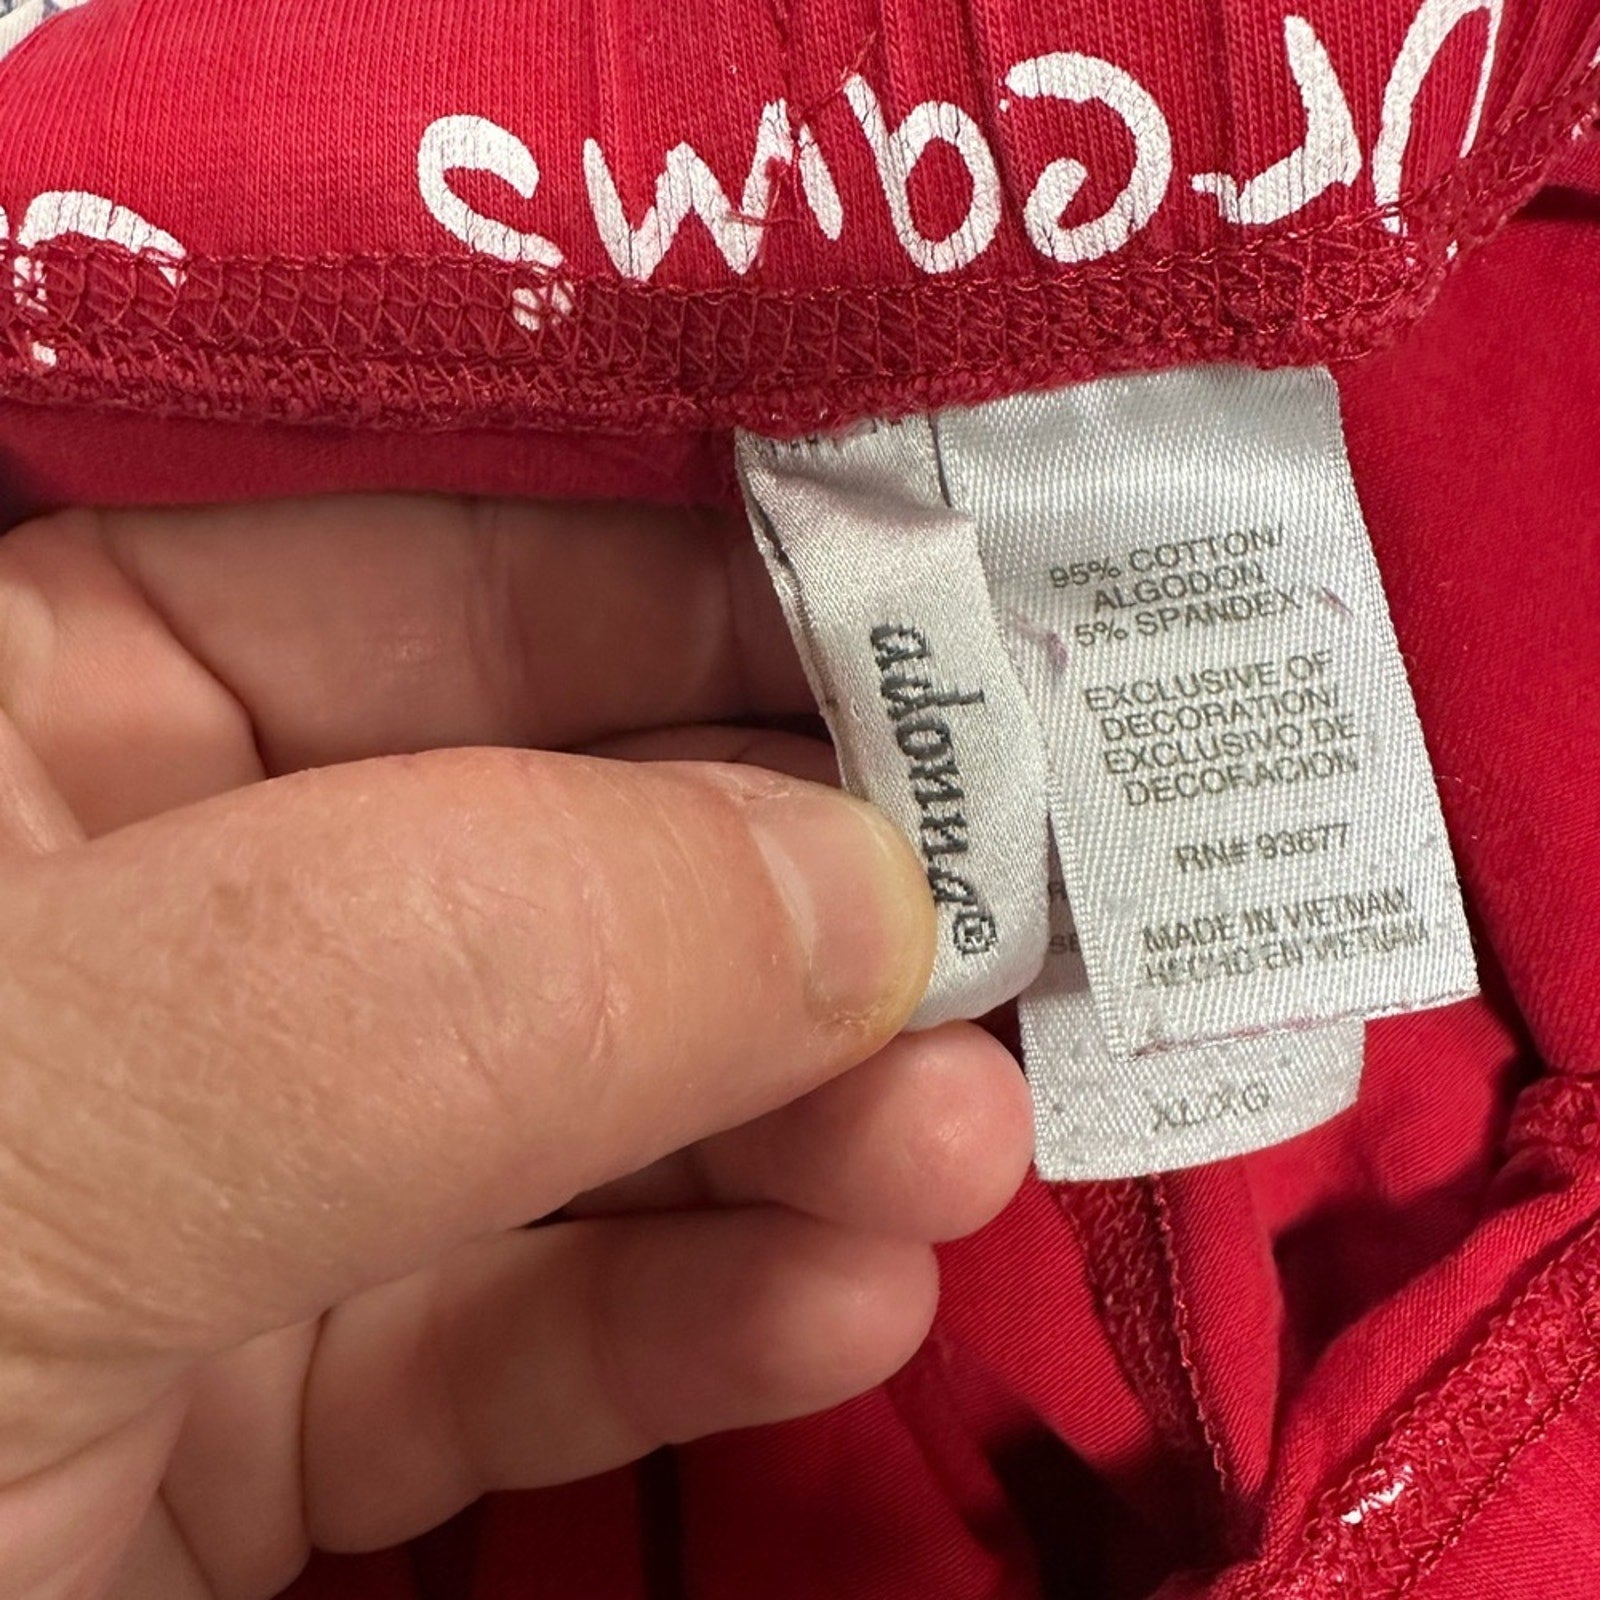 Dreams
adonna®
95% COTTON/
ALGODON
5% SPANDEX
EXCLUSIVE OF
DECORATION/
EXCLUSIVO DE
DECORACION
RN# 93677
MADE IN VIETNAM/
HECHO EN VIETNAM
XL/XG